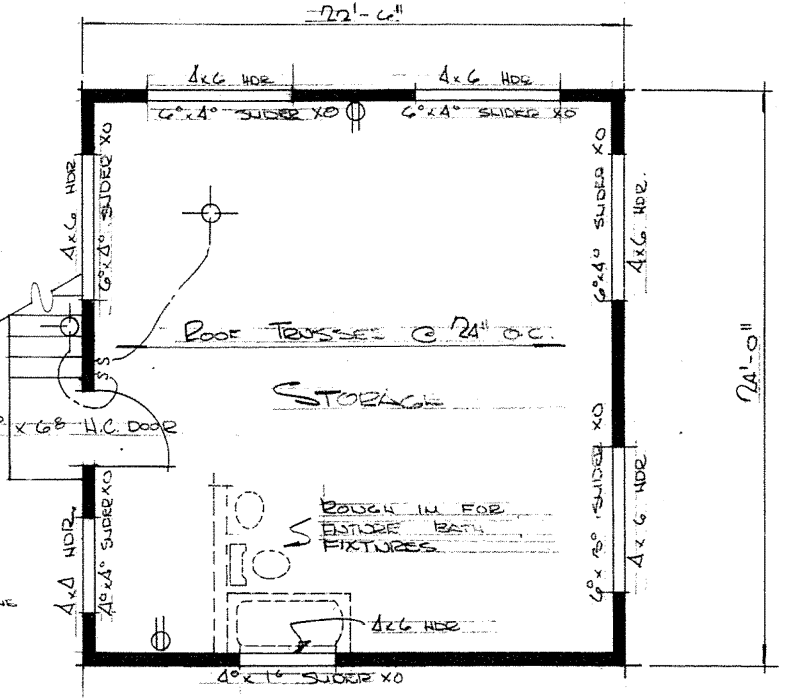 22'-6"
4x6 HDR
4x6 HDR
6⁰x4⁰ SLIDER XO
6⁰x4⁰ SLIDER XO
4x6 HDR
6⁰x4⁰ SLIDER XO
6⁰x4⁰ SLIDER XO
4x6 HDR.
ROOF TRUSSES @ 24" O.C.
24'-0"
S
S
STORAGE
x 6⁸ H.C. DOOR
4x4 HDR
4⁰x4⁰ SLIDER XO
ROUGH IN FOR
FUTURE BATH
FIXTURES
6⁰x3⁰ SLIDER XO
4x6 HDR
4x6 HDR
4⁰x1⁶ SLIDER XO